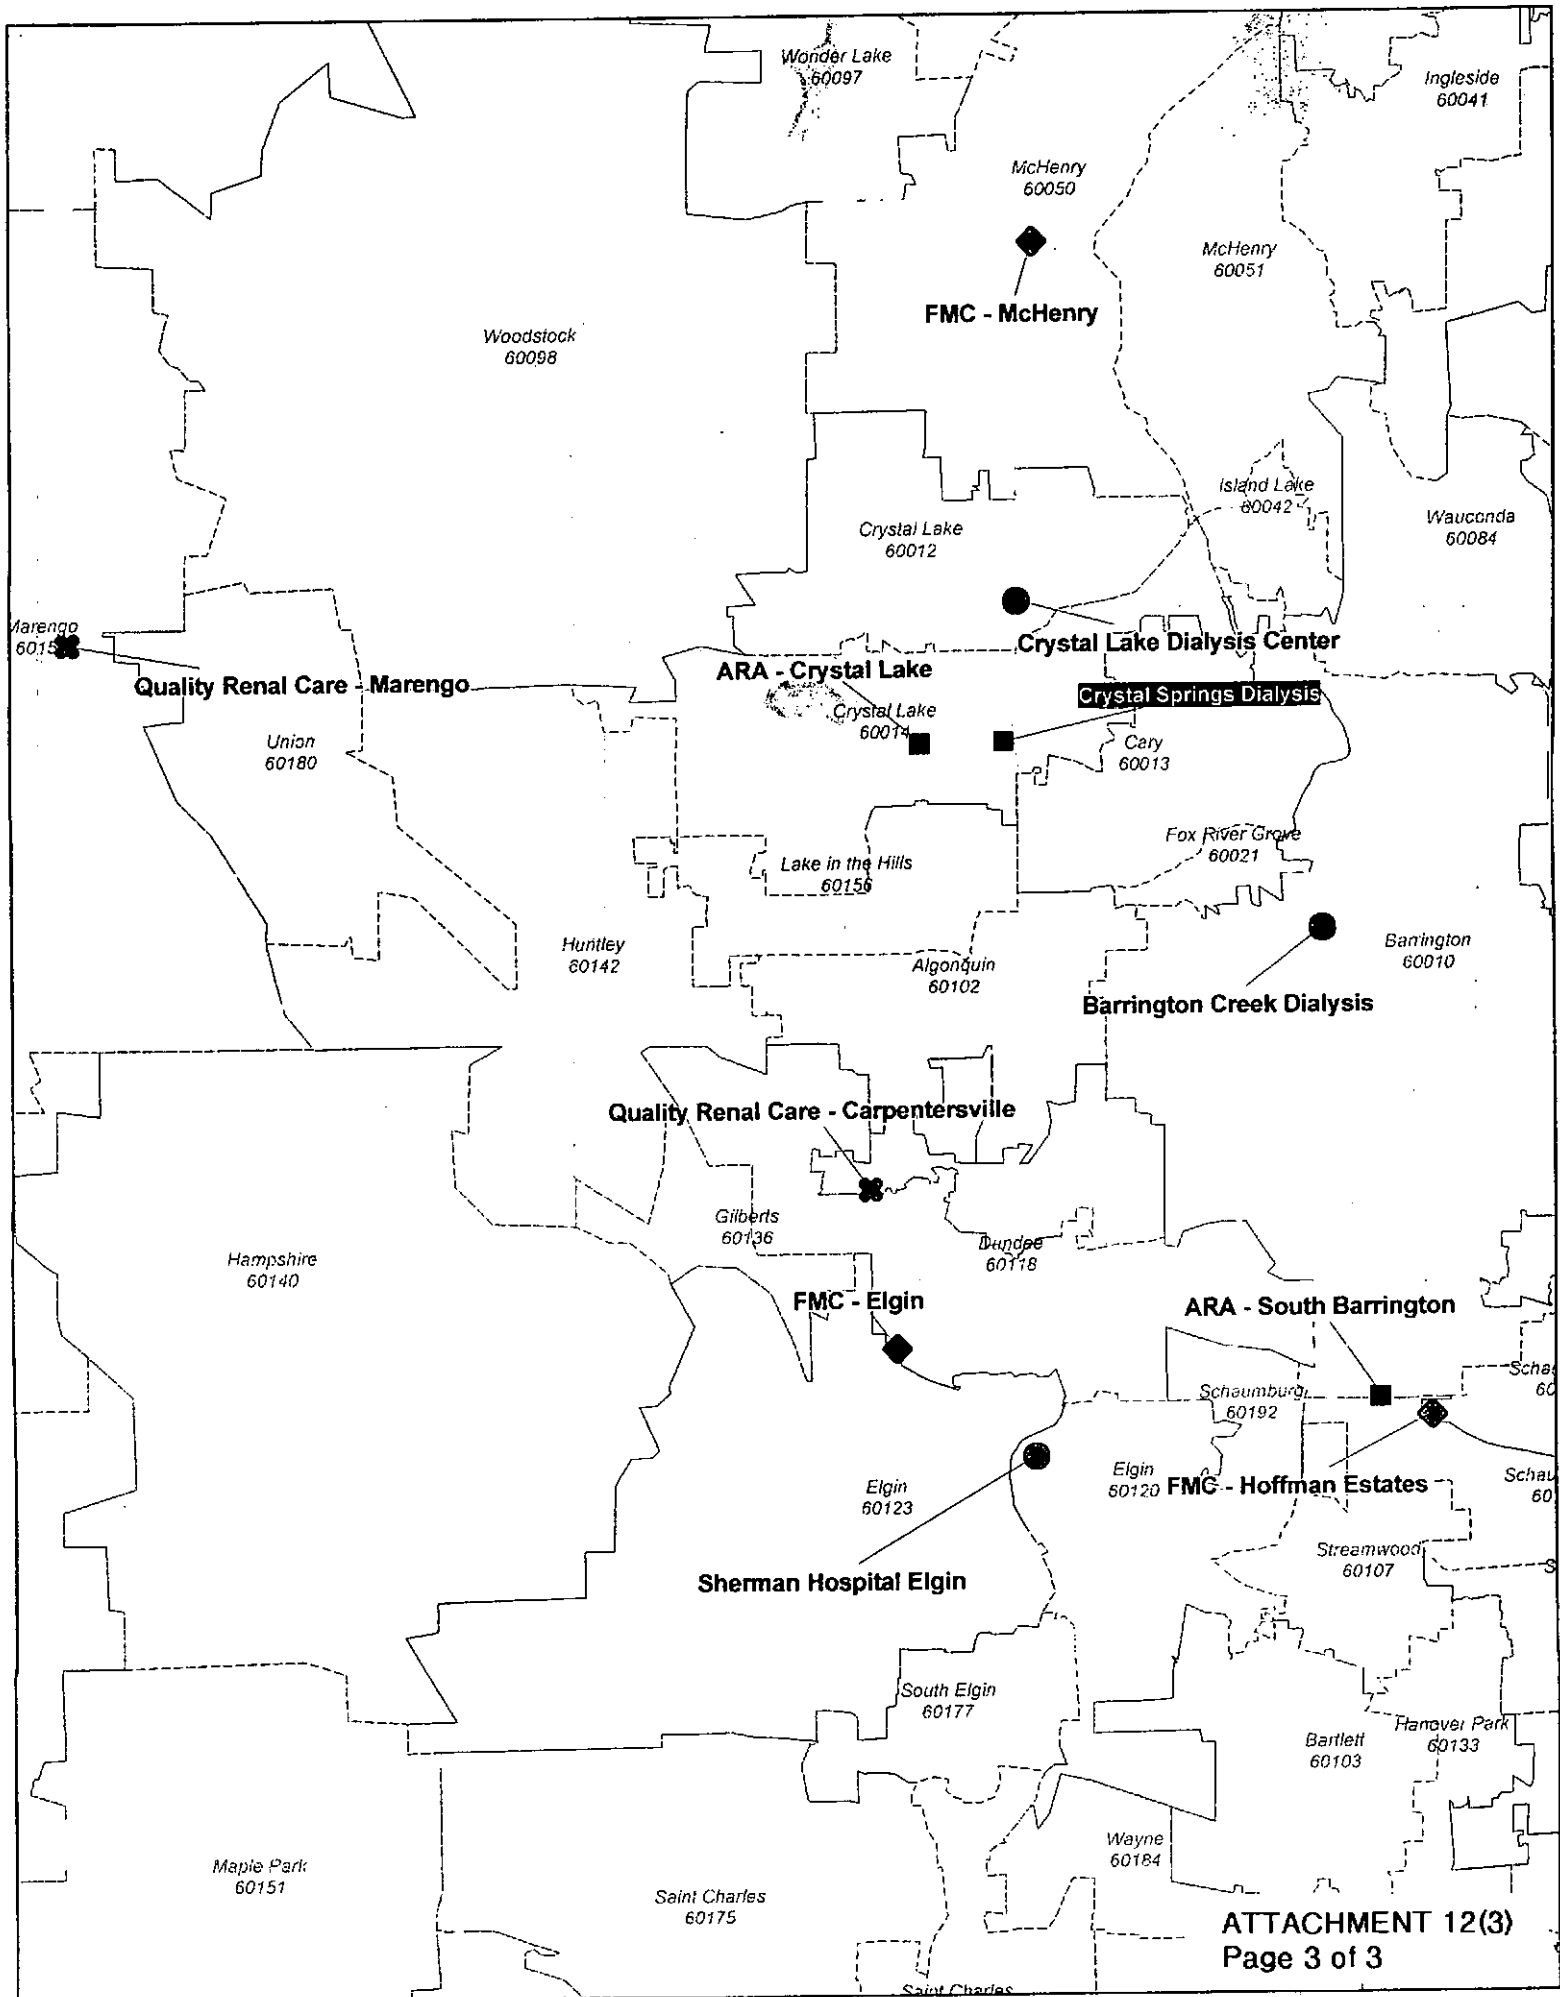 Wonder Lake
60097
Ingleside
60041
McHenry
60050
McHenry
60051
FMC - McHenry
Woodstock
60098
Island Lake
60042
Wauconda
60084
Crystal Lake
60012
Marengo
Crystal Lake Dialysis Center
ARA - Crystal Lake
Quality Renal Care - Marengo
Crystal Springs Dialysis
Crystal Lake
60014
Union
60180
Cary
60013
Fox River Grove
60021
Lake in the Hills
60156
Huntley
60142
Algonquin
60102
Barrington
60010
Barrington Creek Dialysis
Quality Renal Care - Carpentersville
Gilberts
60136
Dundee
60118
Hampshire
60140
FMC - Elgin
ARA - South Barrington
Schaumburg
60192
Elgin
60123
Elgin
60120
FMC - Hoffman Estates
Streamwood
60107
Sherman Hospital Elgin
South Elgin
60177
Bartlett
60103
Hanover Park
60133
Wayne
60184
Maple Park
60151
Saint Charles
60175
ATTACHMENT 12(3)
Page 3 of 3
Saint Charles